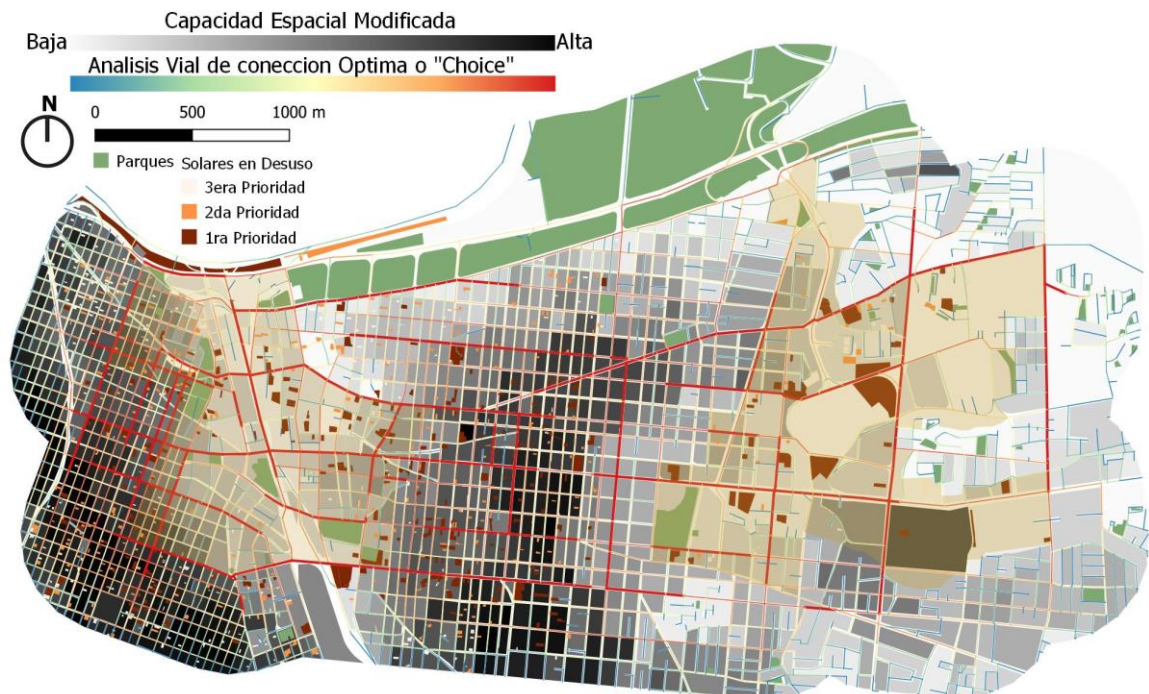 Capacidad Espacial Modificada
Baja Alta
Analisis Vial de coneccion Optima o "Choice"
N
0 500 1000 m
Parques Solares en Desuso
3era Prioridad
2da Prioridad
1ra Prioridad